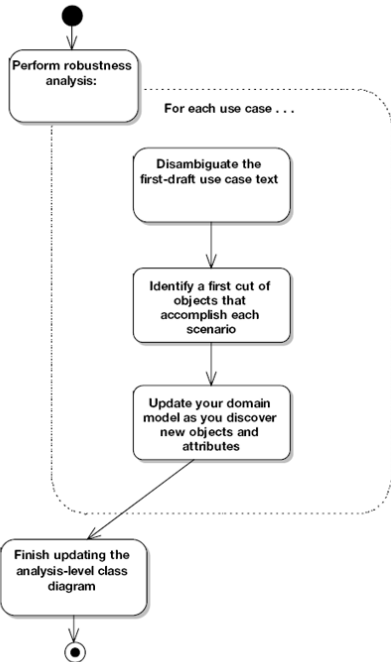 Perform robustness
analysis:
For each use case . . .
Disambiguate the
first-draft use case text
Identify a first cut of
objects that
accomplish each
scenario
Update your domain
model as you discover
new objects and
attributes
Finish updating the
analysis-level class
diagram